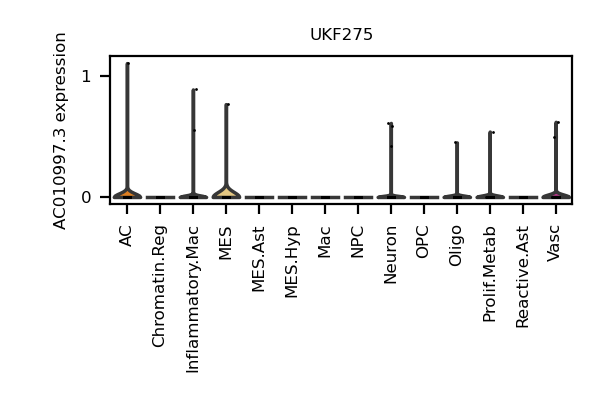 UKF275
AC010997.3 expression
1
0
AC
Chromatin.Reg
Inflammatory.Mac
MES
MES.Ast
MES.Hyp
Mac
NPC
Neuron
OPC
Oligo
Prolif.Metab
Reactive.Ast
Vasc